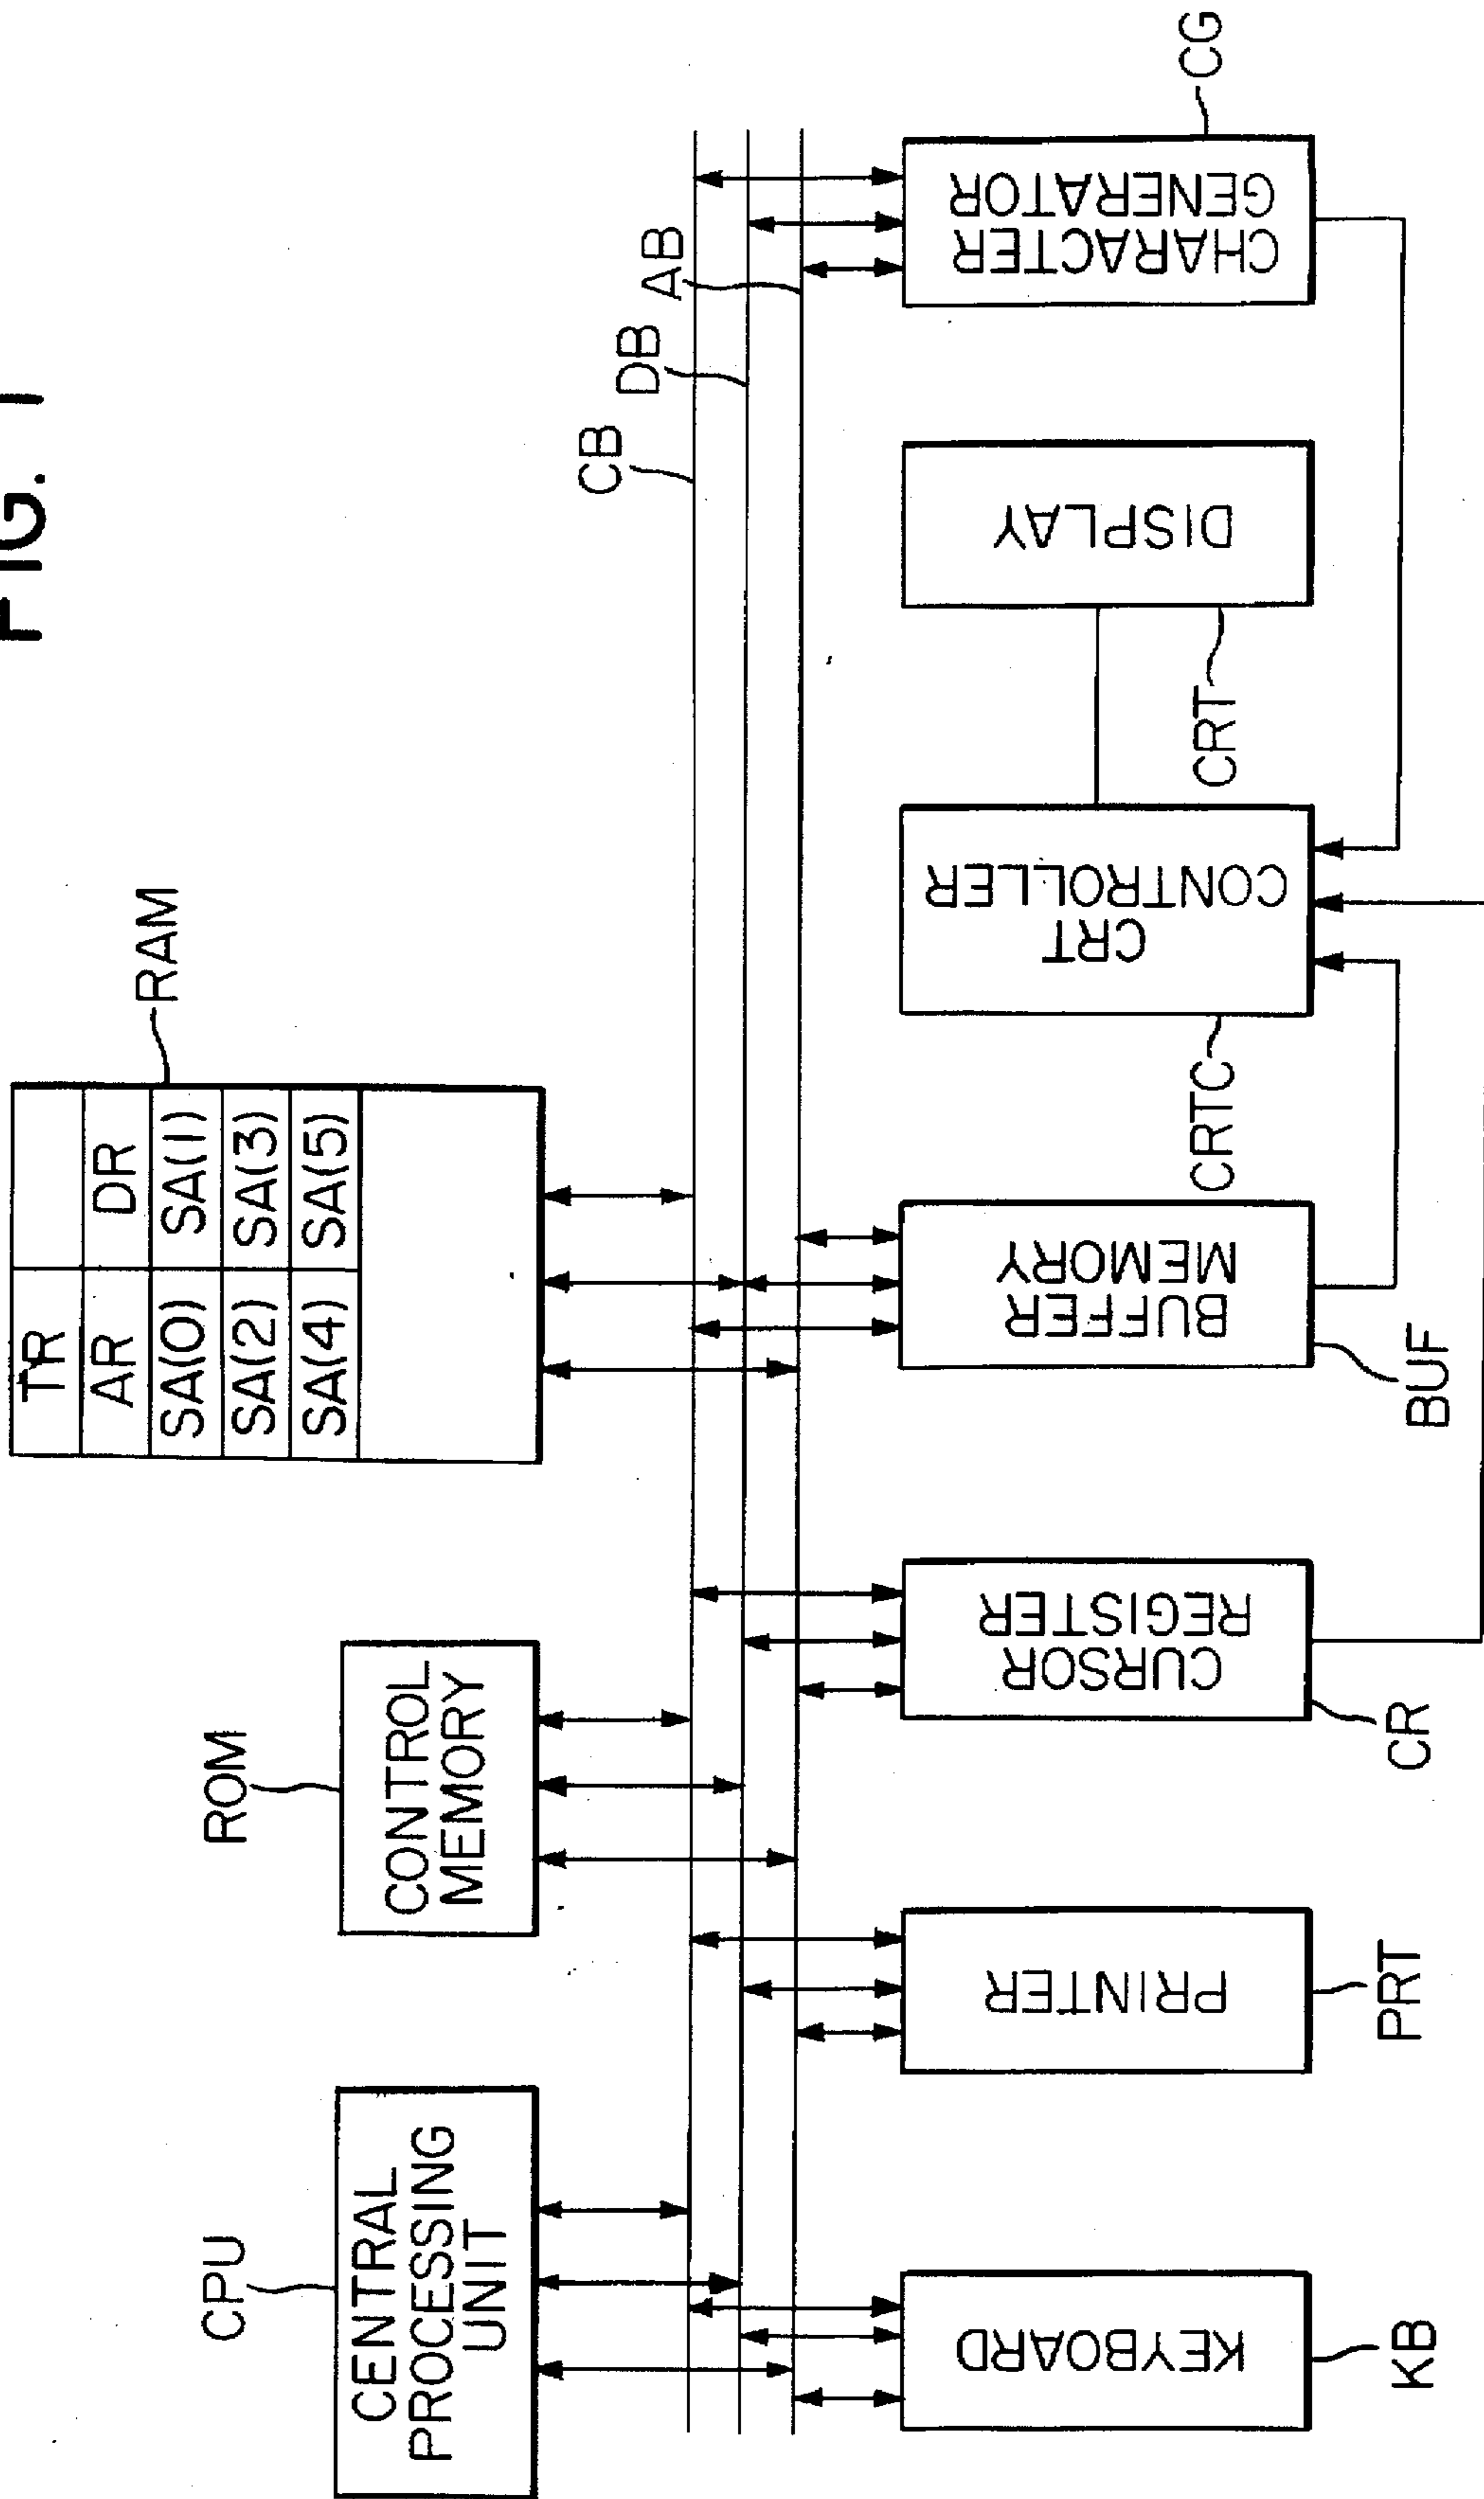 FIG. 1
CPU
CENTRAL
PROCESSING
UNIT
ROM
CONTROL
MEMORY
RAM
TR
AR DR
SA(0) SA(1)
SA(2) SA(3)
SA(4) SA(5)
CB
DB
AB
KEYBOARD
KB
PRINTER
PRT
CURSOR
REGISTER
CR
BUFFER
MEMORY
BUF
CRT
CONTROLLER
CRTC
DISPLAY
CRT
CHARACTER
GENERATOR
CG